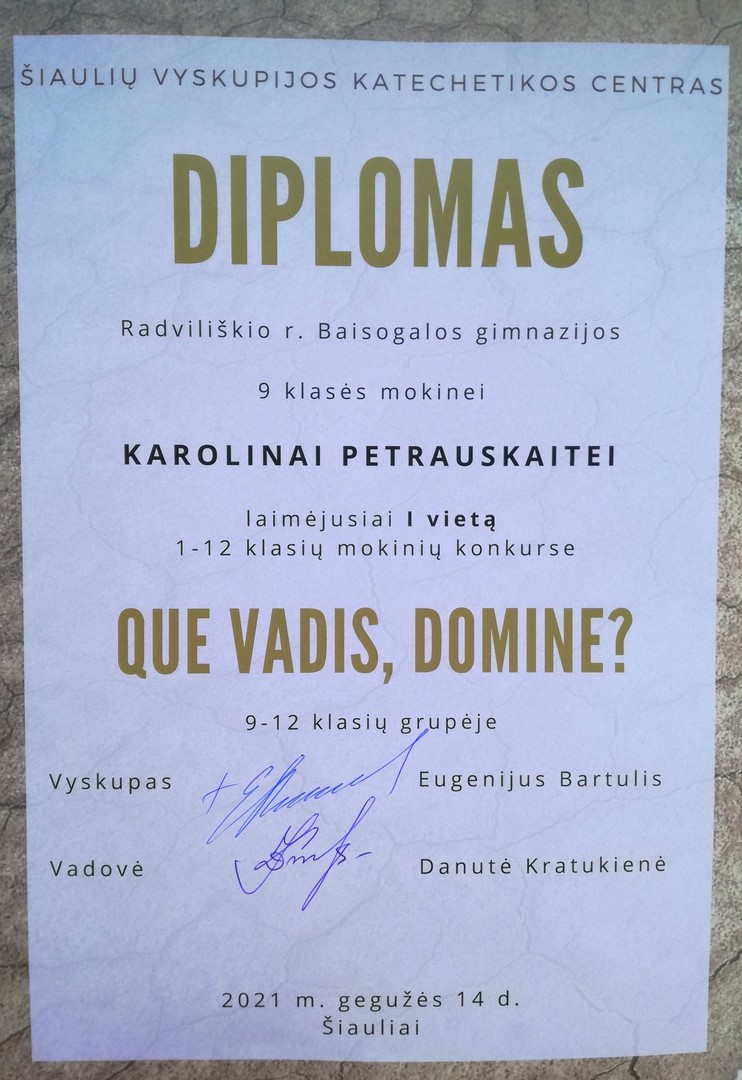 ŠIAULIŲ VYSKUPIJOS KATECHETIKOS CENTRAS
DIPLOMAS
Radviliškio r. Baisogalos gimnazijos
9 klasės mokinei
KAROLINAI PETRAUSKAITEI
laimėjusiai I vietą
1-12 klasių mokinių konkurse
QUE VADIS, DOMINE?
9-12 klasių grupėje
Vyskupas Eugenijus Bartulis
Vadovė Danutė Kratukienė
2021 m. gegužės 14 d.
Šiauliai